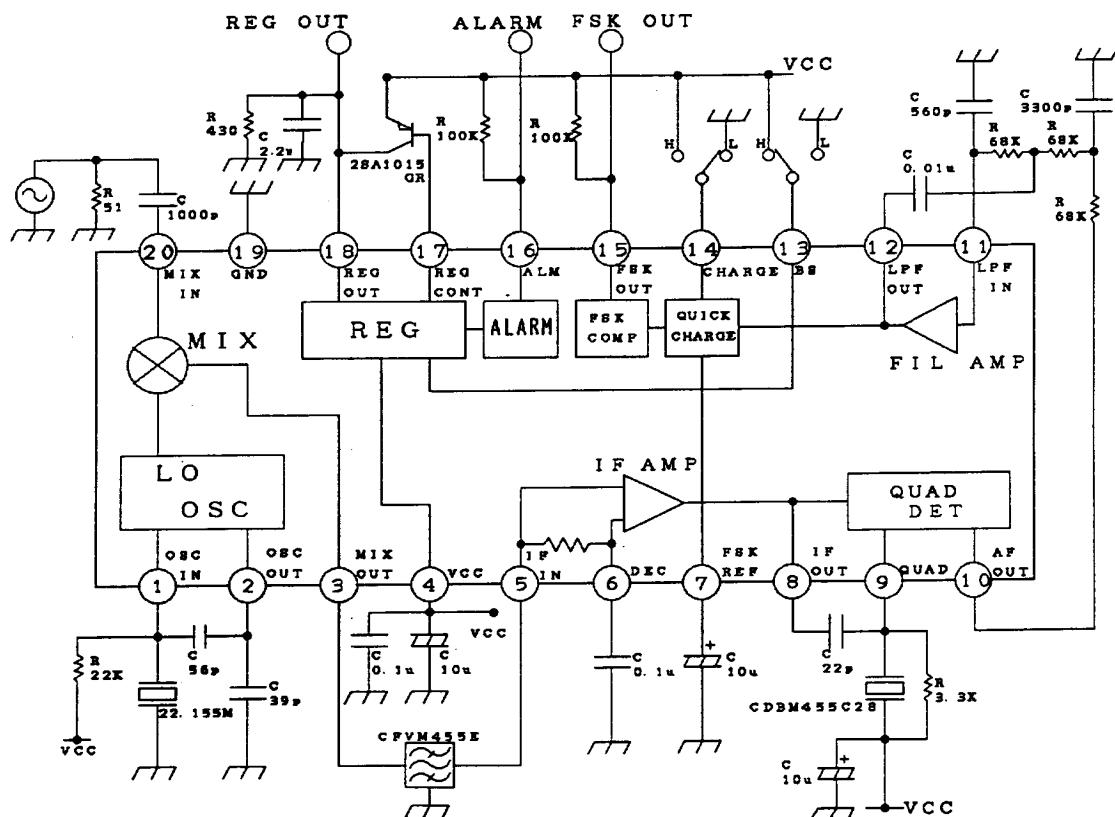 REG OUT
ALARM
FSK OUT
VCC
R
430
C
2.2u
2SA1015
GR
R
100K
R
100K
H
L
H
L
C
560p
C
3300p
R
68K
R
68K
C
0.01u
R
68K
R
51
C
1000p
20
19
18
17
16
15
14
13
12
11
MIX
IN
GND
REG
OUT
REG
CONT
ALM
FSK
OUT
CHARGE
BS
LPF
OUT
LPF
IN
REG
ALARM
FSK
COMP
QUICK
CHARGE
FIL AMP
MIX
LO
OSC
IF AMP
QUAD
DET
OSC
IN
OSC
OUT
MIX
OUT
VCC
IF
IN
DEC
FSK
REF
IF
OUT
QUAD
AF
OUT
1
2
3
4
5
6
7
8
9
10
R
22K
C
56p
22.155M
C
39p
VCC
C
0.1u
C
10u
VCC
C
0.1u
+
C
10u
C
22p
R
3.3K
CDBM455C28
CFVM455E
C
10u
+
VCC